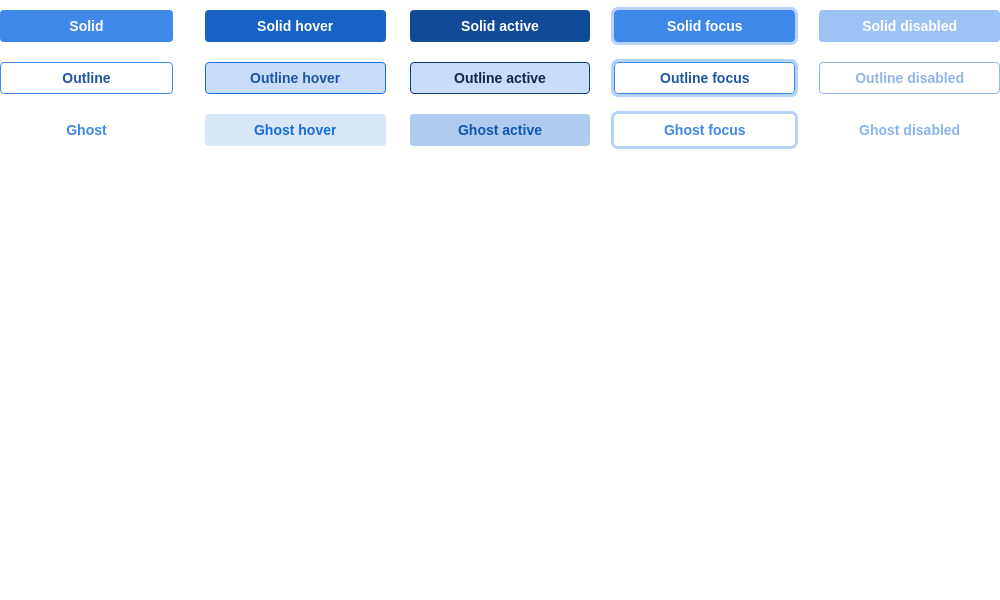 Solid Solid hover Solid active Solid focus Solid disabled
Outline Outline hover Outline active Outline focus Outline disabled
Ghost Ghost hover Ghost active Ghost focus Ghost disabled